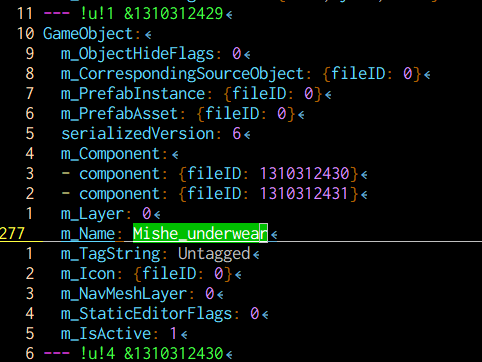 11 --- !u!1 &1310312429↲
10 GameObject:↲
9 m_ObjectHideFlags: 0↲
8 m_CorrespondingSourceObject: {fileID: 0}↲
7 m_PrefabInstance: {fileID: 0}↲
6 m_PrefabAsset: {fileID: 0}↲
5 serializedVersion: 6↲
4 m_Component:↲
3 - component: {fileID: 1310312430}↲
2 - component: {fileID: 1310312431}↲
1 m_Layer: 0↲
277 m_Name: Mishe_underwear↲
1 m_TagString: Untagged↲
2 m_Icon: {fileID: 0}↲
3 m_NavMeshLayer: 0↲
4 m_StaticEditorFlags: 0↲
5 m_IsActive: 1↲
6 --- !u!4 &1310312430↲